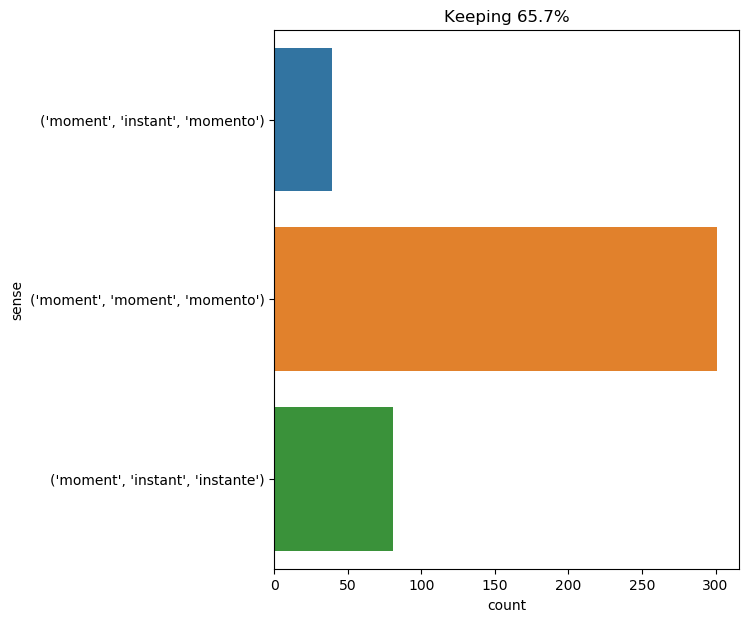 Keeping 65.7%
sense
('moment', 'instant', 'momento')
('moment', 'moment', 'momento')
('moment', 'instant', 'instante')
0 50 100 150 200 250 300
count